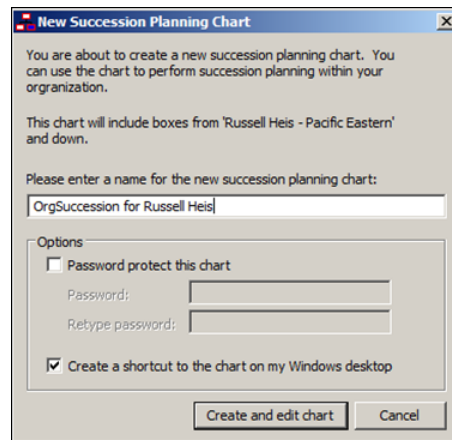 New Succession Planning Chart
You are about to create a new succession planning chart. You
can use the chart to perform succession planning within your
orgranization.
This chart will include boxes from 'Russell Heis - Pacific Eastern'
and down.
Please enter a name for the new succession planning chart:
OrgSuccession for Russell Heis
Options
Password protect this chart
Password:
Retype password:
Create a shortcut to the chart on my Windows desktop
Create and edit chart Cancel